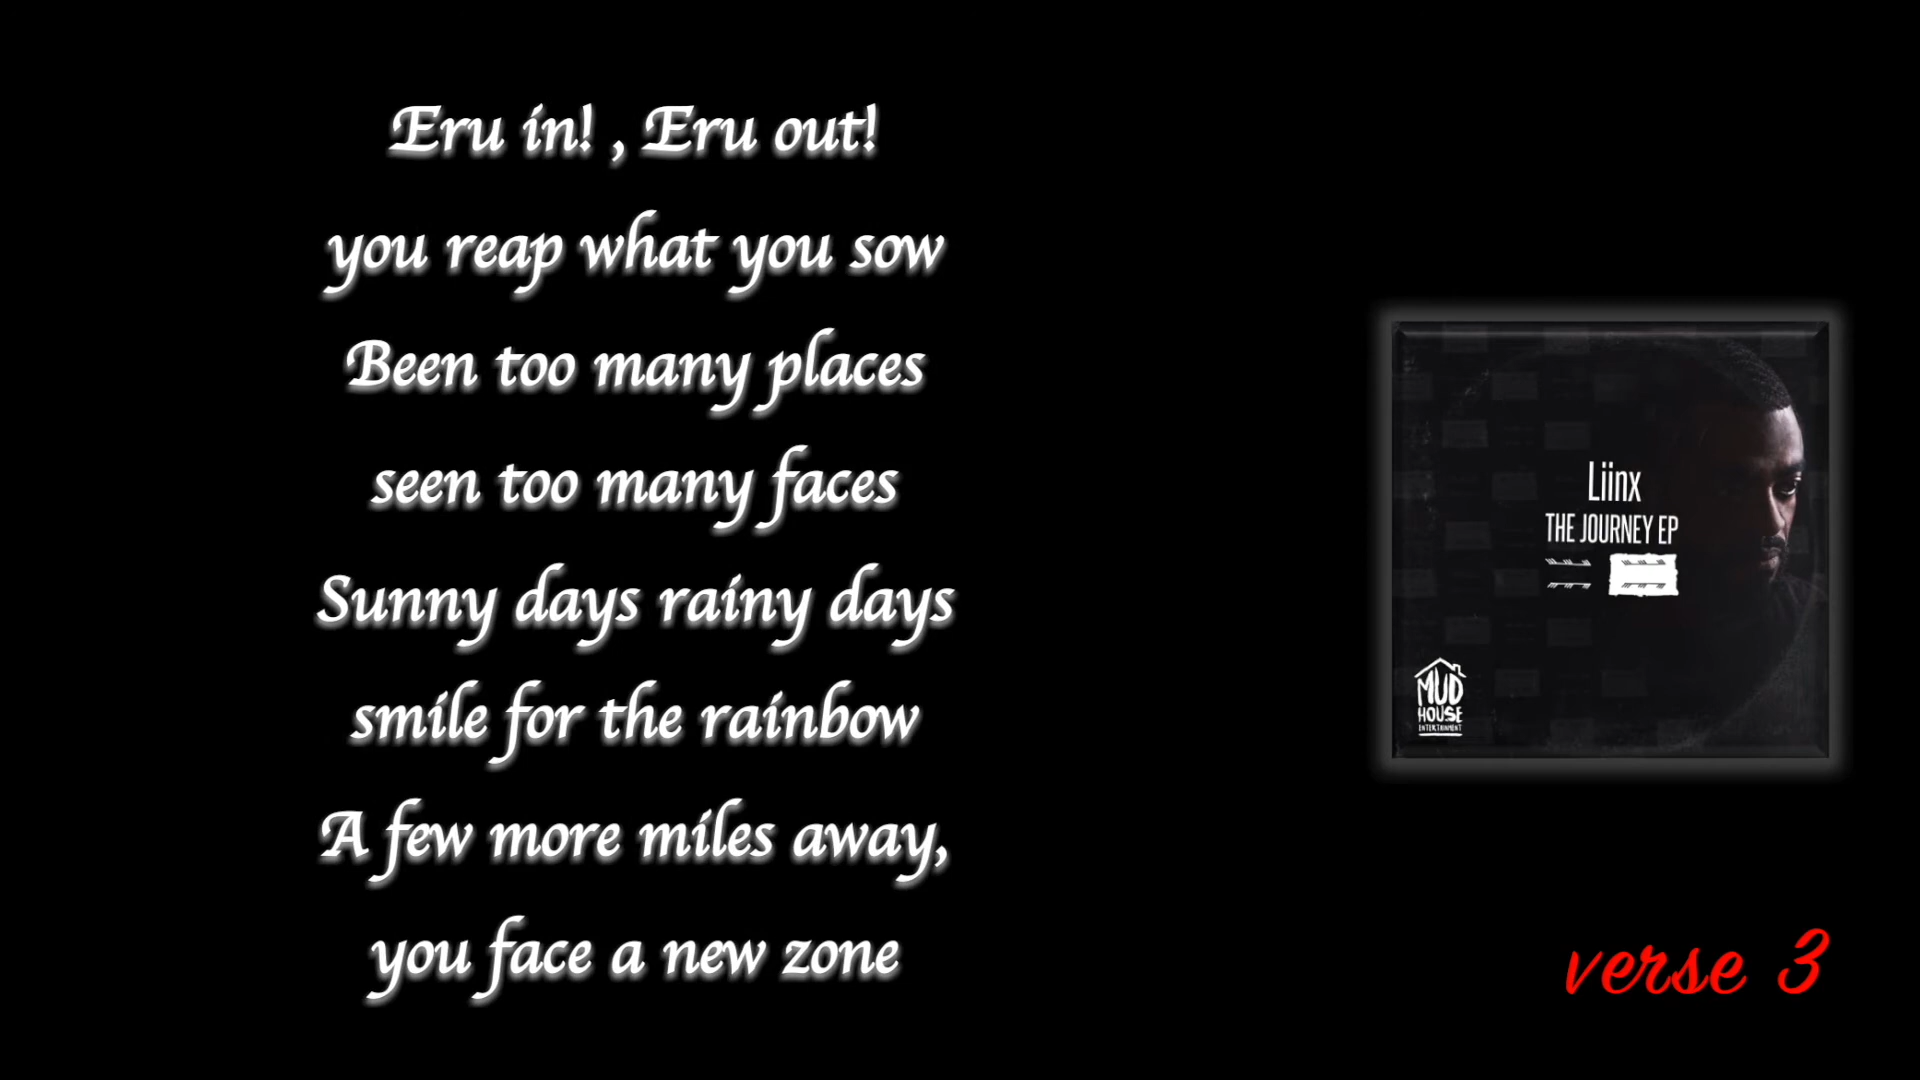 Eru in! , Eru out!
you reap what you sow
Been too many places
seen too many faces
Sunny days rainy days
smile for the rainbow
A few more miles away,
you face a new zone
Liinx
THE JOURNEY EP
MUD
HOUSE
ENTERTAINMENT
verse 3